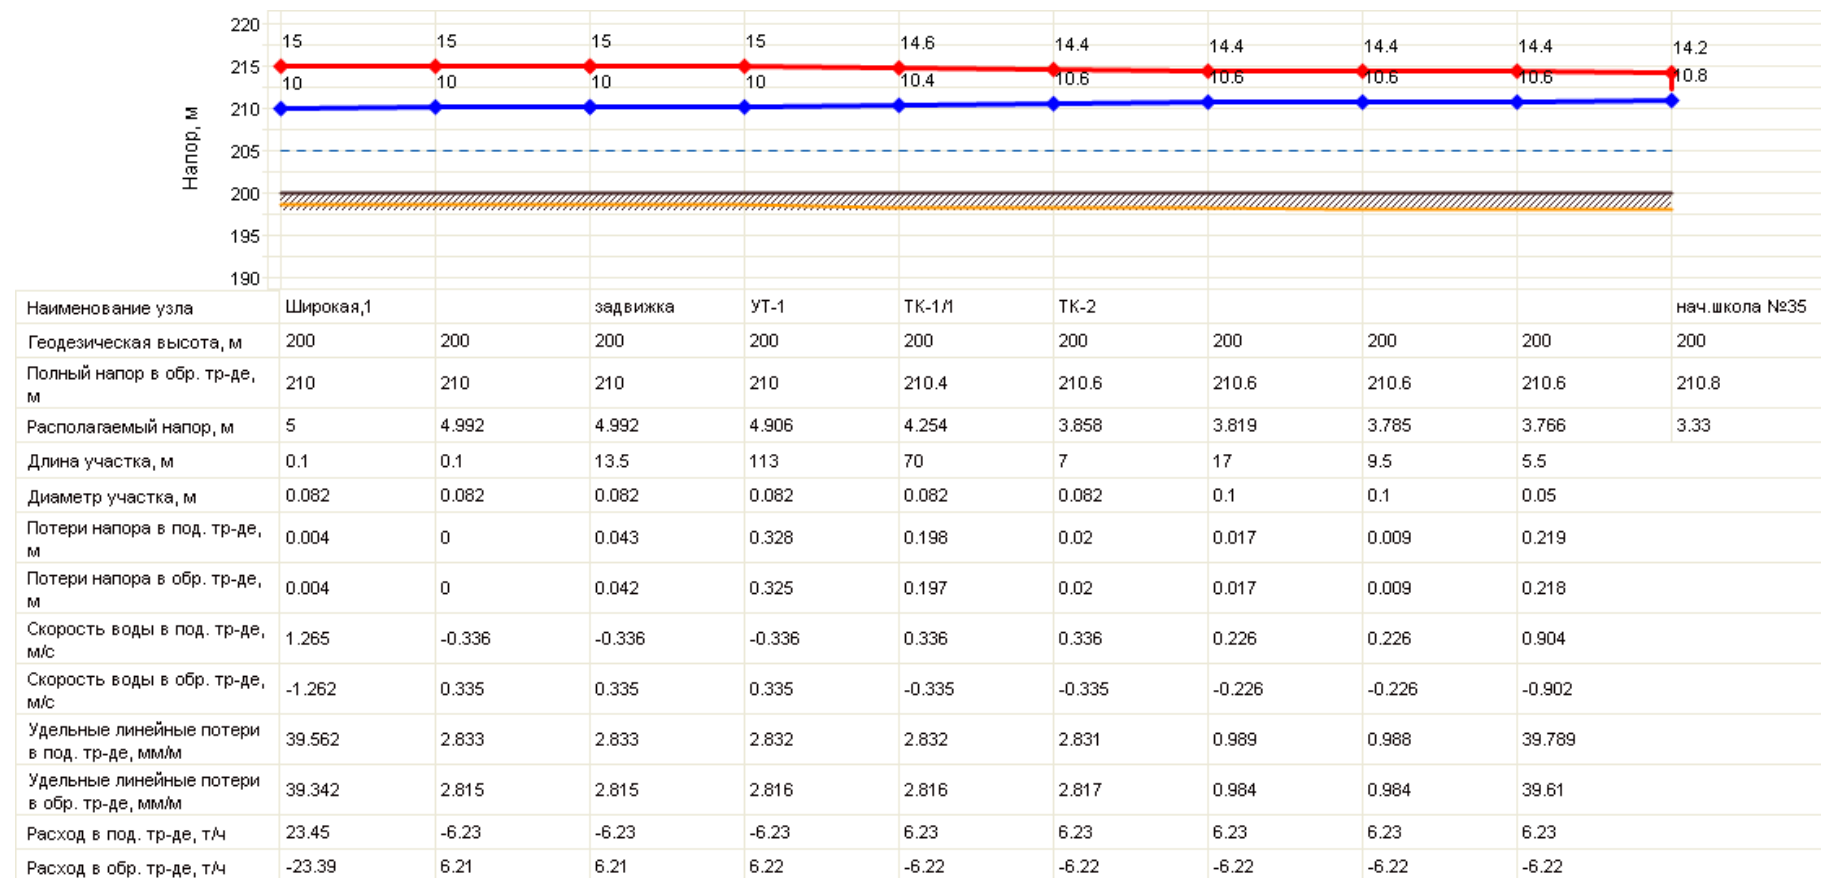 220
15 15 15 15 14.6 14.4 14.4 14.4 14.4 14.2
215
10 10 10 10 10.4 10.6 10.6 10.6 10.6 10.8
210
205
200
195
190
Напор, м
Наименование узла Широкая,1 задвижка УТ-1 ТК-1/1 ТК-2 нач.школа №35
Геодезическая высота, м 200 200 200 200 200 200 200 200 200 200
Полный напор в обр. тр-де,
м
210 210 210 210 210.4 210.6 210.6 210.6 210.6 210.8
Располагаемый напор, м 5 4.992 4.992 4.906 4.254 3.858 3.819 3.785 3.766 3.33
Длина участка, м 0.1 0.1 13.5 113 70 7 17 9.5 5.5
Диаметр участка, м 0.082 0.082 0.082 0.082 0.082 0.082 0.1 0.1 0.05
Потери напора в под. тр-де,
м
0.004 0 0.043 0.328 0.198 0.02 0.017 0.009 0.219
Потери напора в обр. тр-де,
м
0.004 0 0.042 0.325 0.197 0.02 0.017 0.009 0.218
Скорость воды в под. тр-де,
м/с
1.265 -0.336 -0.336 -0.336 0.336 0.336 0.226 0.226 0.904
Скорость воды в обр. тр-де,
м/с
-1.262 0.335 0.335 0.335 -0.335 -0.335 -0.226 -0.226 -0.902
Удельные линейные потери
в под. тр-де, мм/м
39.562 2.833 2.833 2.832 2.832 2.831 0.989 0.988 39.789
Удельные линейные потери
в обр. тр-де, мм/м
39.342 2.815 2.815 2.816 2.816 2.817 0.984 0.984 39.61
Расход в под. тр-де, т/ч 23.45 -6.23 -6.23 -6.23 6.23 6.23 6.23 6.23 6.23
Расход в обр. тр-де, т/ч -23.39 6.21 6.21 6.22 -6.22 -6.22 -6.22 -6.22 -6.22